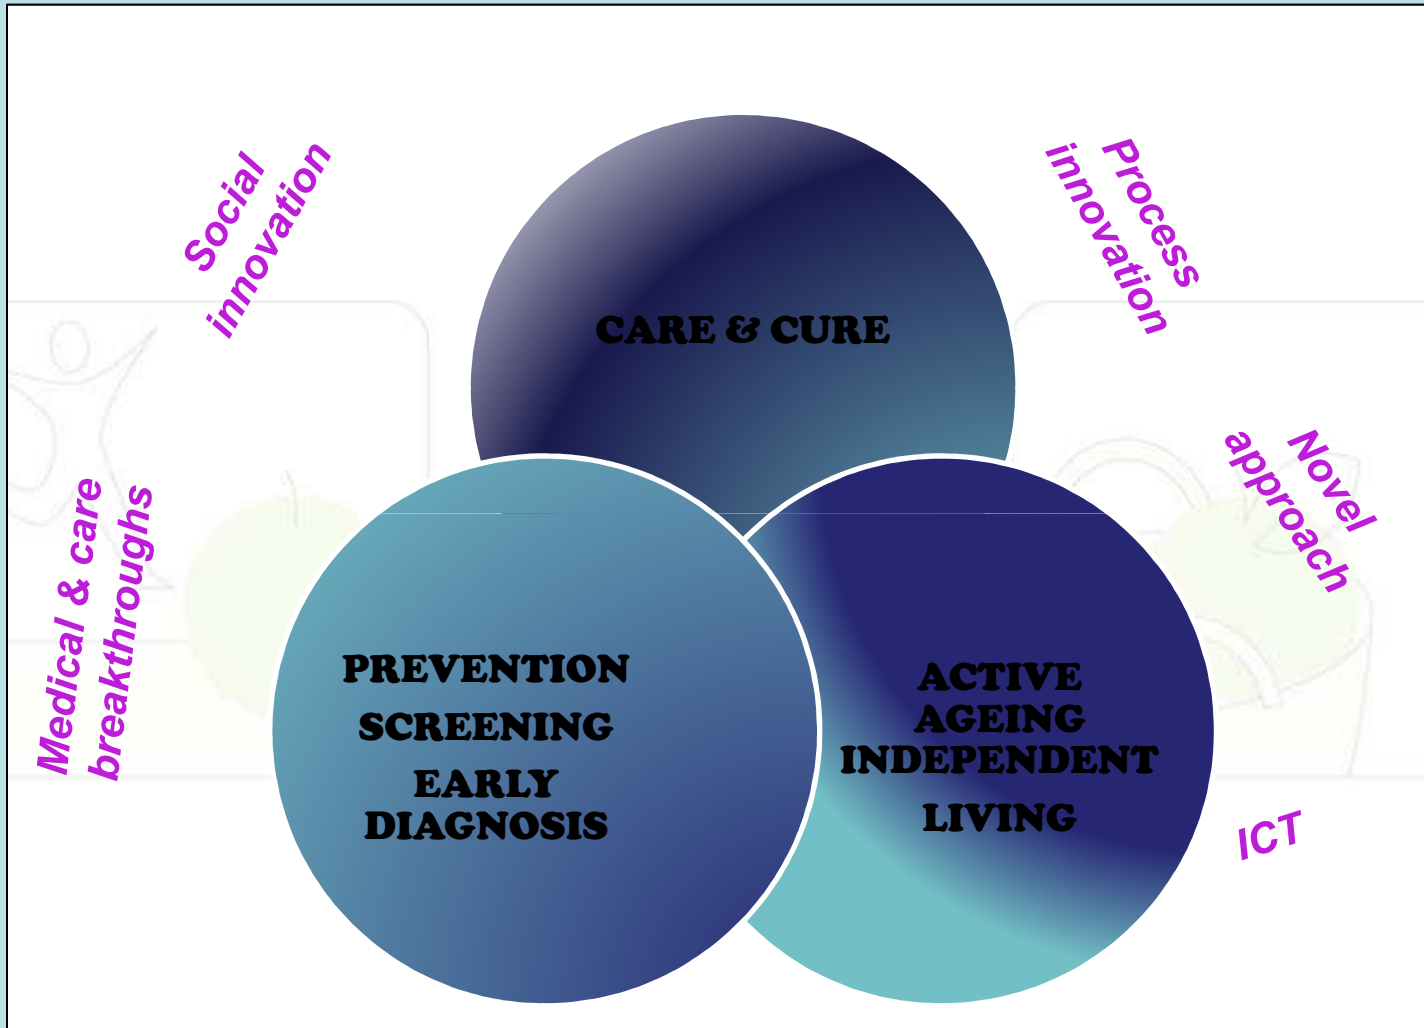 Social
innovation
Process
innovation
CARE & CURE
Novel
approach
Medical & care
breakthroughs
PREVENTION
SCREENING
EARLY
DIAGNOSIS
ACTIVE
AGEING
INDEPENDENT
LIVING
ICT